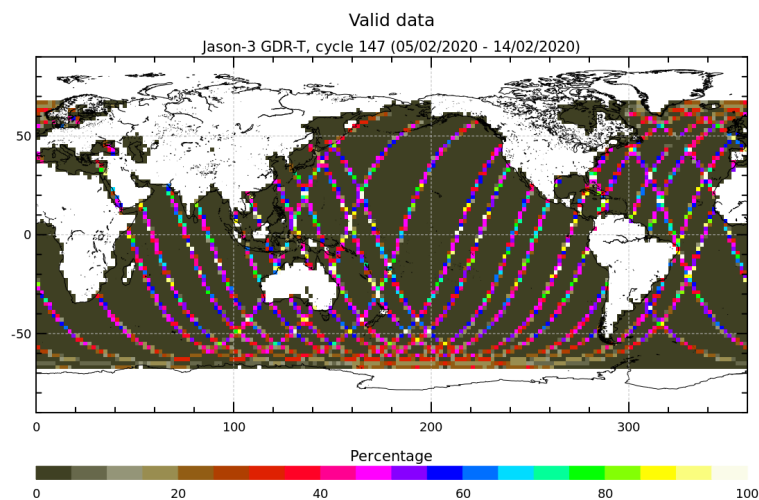 Valid data
Jason-3 GDR-T, cycle 147 (05/02/2020 - 14/02/2020)
50
0
-50
0 100 200 300
Percentage
0 20 40 60 80 100